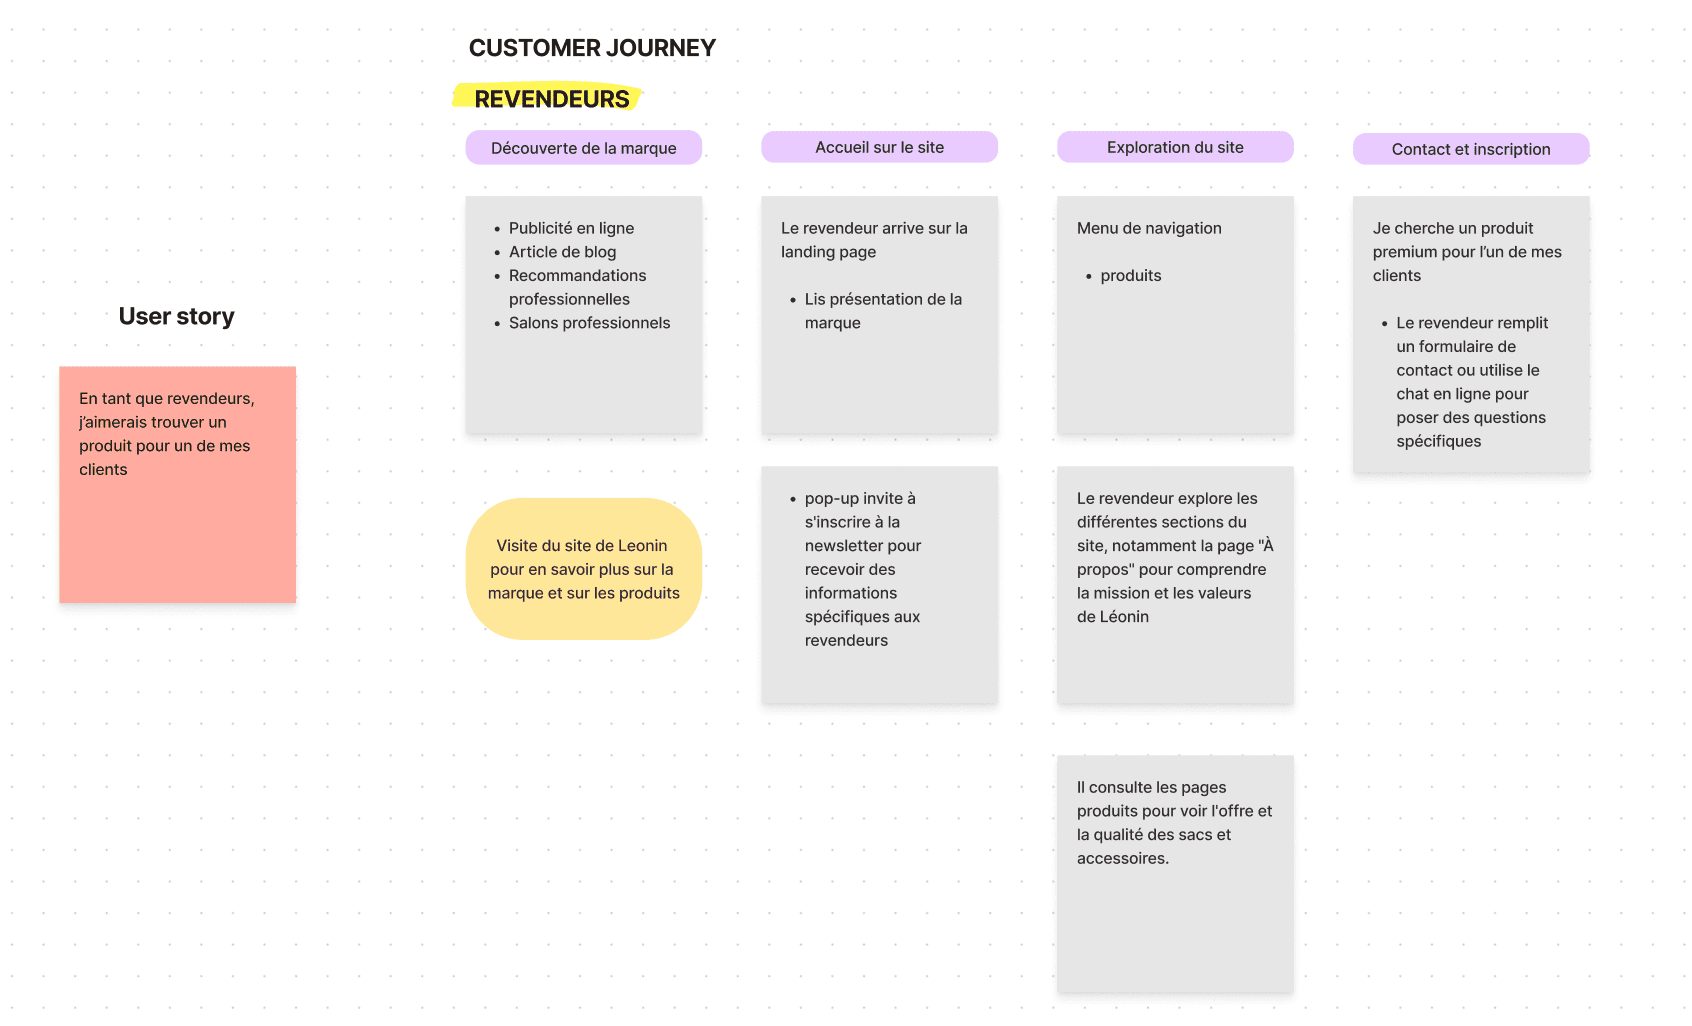 CUSTOMER JOURNEY
REVENDEURS
User story
En tant que revendeurs,
j’aimerais trouver un
produit pour un de mes
clients
Découverte de la marque
• Publicité en ligne
• Article de blog
• Recommandations
professionnelles
• Salons professionnels
Visite du site de Leonin
pour en savoir plus sur la
marque et sur les produits
Accueil sur le site
Le revendeur arrive sur la
landing page
• Lis présentation de la
marque
• pop-up invite à
s'inscrire à la
newsletter pour
recevoir des
informations
spécifiques aux
revendeurs
Exploration du site
Menu de navigation
• produits
Le revendeur explore les
différentes sections du
site, notamment la page "À
propos" pour comprendre
la mission et les valeurs
de Léonin
Il consulte les pages
produits pour voir l'offre et
la qualité des sacs et
accessoires.
Contact et inscription
Je cherche un produit
premium pour l’un de mes
clients
• Le revendeur remplit
un formulaire de
contact ou utilise le
chat en ligne pour
poser des questions
spécifiques